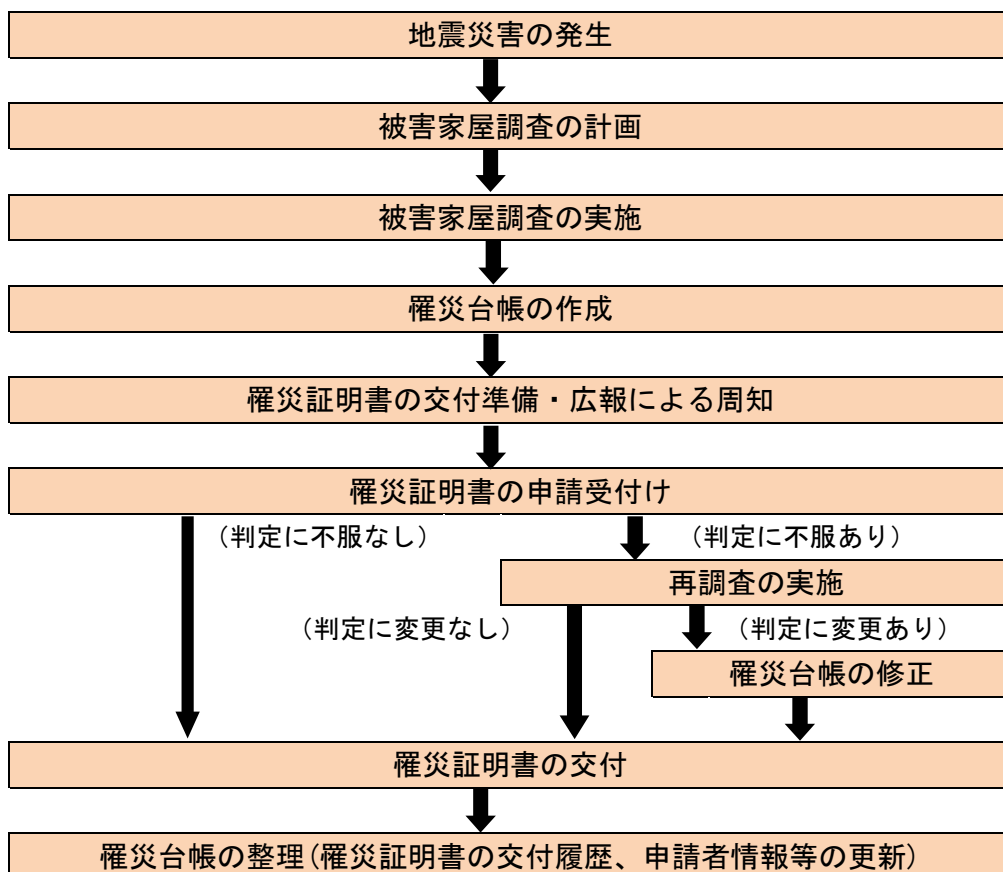 地震災害の発生
被害家屋調査の計画
被害家屋調査の実施
罹災台帳の作成
罹災証明書の交付準備・広報による周知
罹災証明書の申請受付け
（判定に不服なし）
（判定に不服あり）
再調査の実施
（判定に変更なし）
（判定に変更あり）
罹災台帳の修正
罹災証明書の交付
罹災台帳の整理（罹災証明書の交付履歴、申請者情報等の更新）